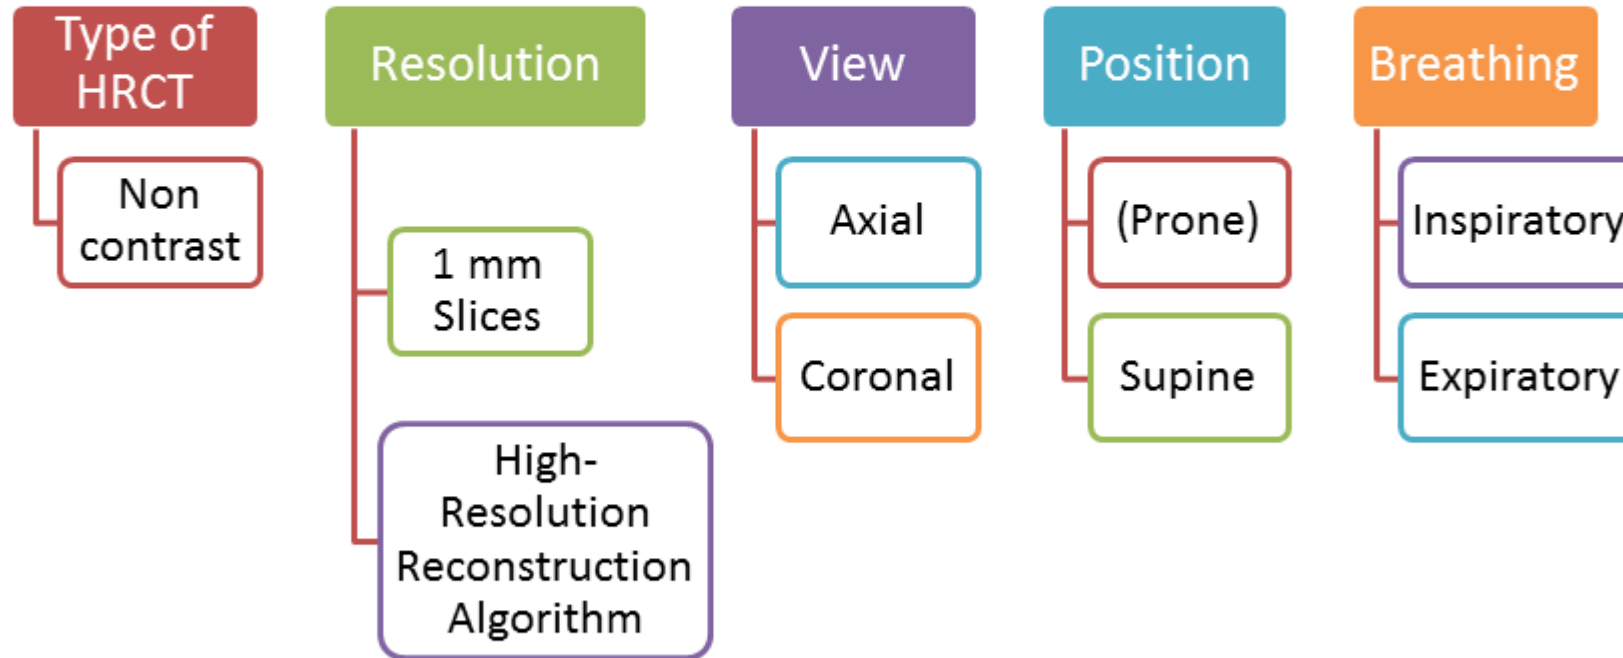 Type of
HRCT
Non
contrast
Resolution
1 mm
Slices
High-
Resolution
Reconstruction
Algorithm
View
Axial
Coronal
Position
(Prone)
Supine
Breathing
Inspiratory
Expiratory